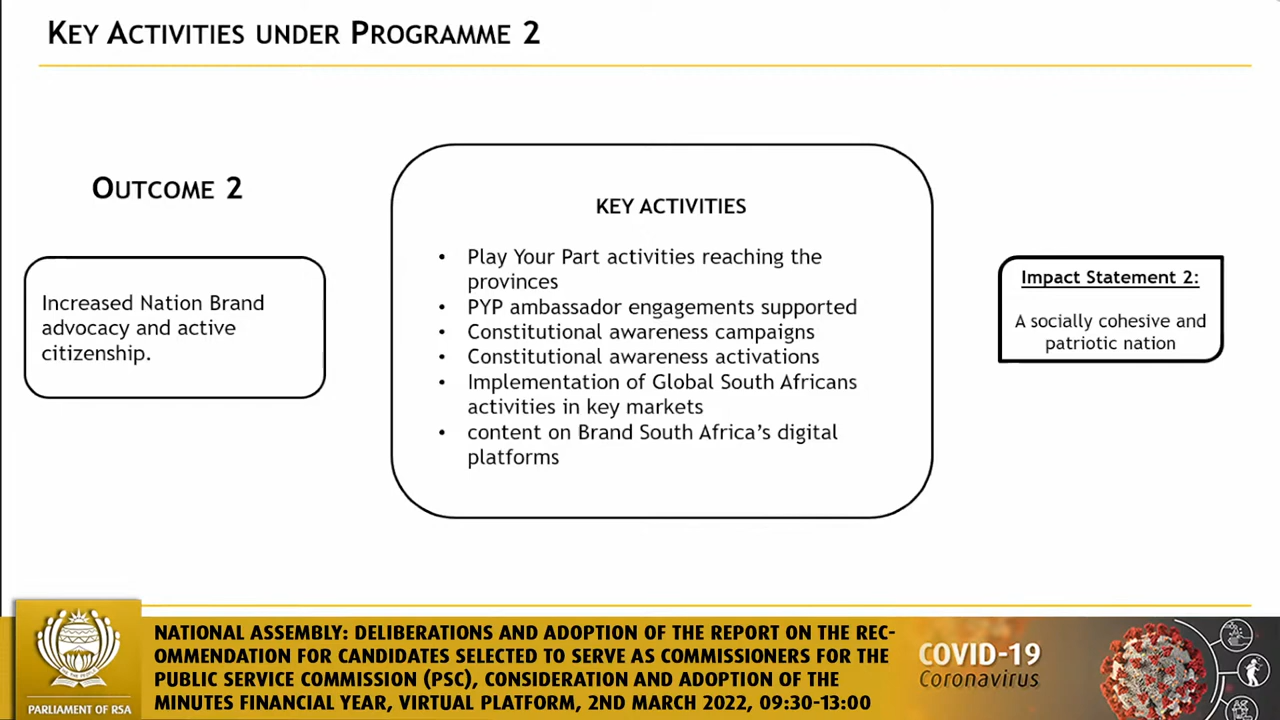 KEY ACTIVITIES UNDER PROGRAMME 2
OUTCOME 2
Increased Nation Brand
advocacy and active
citizenship.
KEY ACTIVITIES
• Play Your Part activities reaching the
provinces
• PYP ambassador engagements supported
• Constitutional awareness campaigns
• Constitutional awareness activations
• Implementation of Global South Africans
activities in key markets
• content on Brand South Africa's digital
platforms
Impact Statement 2:
A socially cohesive and
patriotic nation
PARLIAMENT OF RSA
NATIONAL ASSEMBLY: DELIBERATIONS AND ADOPTION OF THE REPORT ON THE REC-
OMMENDATION FOR CANDIDATES SELECTED TO SERVE AS COMMISSIONERS FOR THE
PUBLIC SERVICE COMMISSION (PSC), CONSIDERATION AND ADOPTION OF THE
MINUTES FINANCIAL YEAR, VIRTUAL PLATFORM, 2ND MARCH 2022, 09:30-13:00
COVID-19
Coronavirus